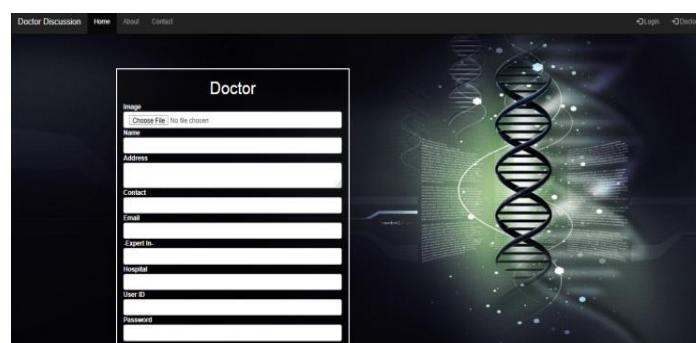 Doctor Discussion Home About Contact Login Docto
Doctor
Image
Choose File No file chosen
Name
Address
Contact
Email
-Expert In-
Hospital
User ID
Password